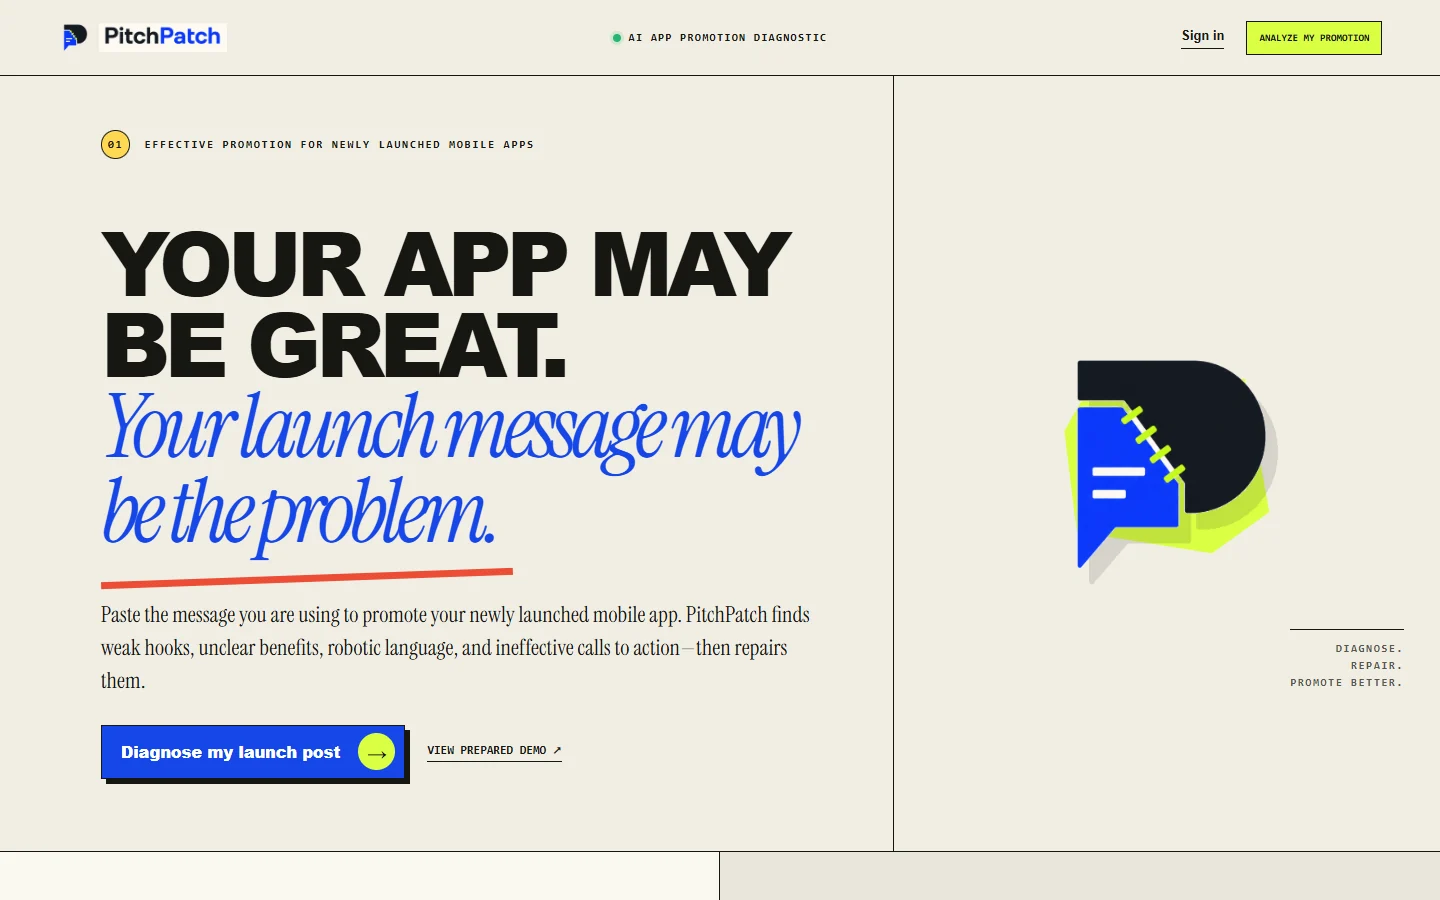 PitchPatch
AI APP PROMOTION DIAGNOSTIC
Sign in
ANALYZE MY PROMOTION
01
EFFECTIVE PROMOTION FOR NEWLY LAUNCHED MOBILE APPS
YOUR APP MAY
BE GREAT.
Your launch message may
be the problem.
Paste the message you are using to promote your newly launched mobile app. PitchPatch finds
weak hooks, unclear benefits, robotic language, and ineffective calls to action—then repairs
them.
Diagnose my launch post →
VIEW PREPARED DEMO ↗
DIAGNOSE.
REPAIR.
PROMOTE BETTER.